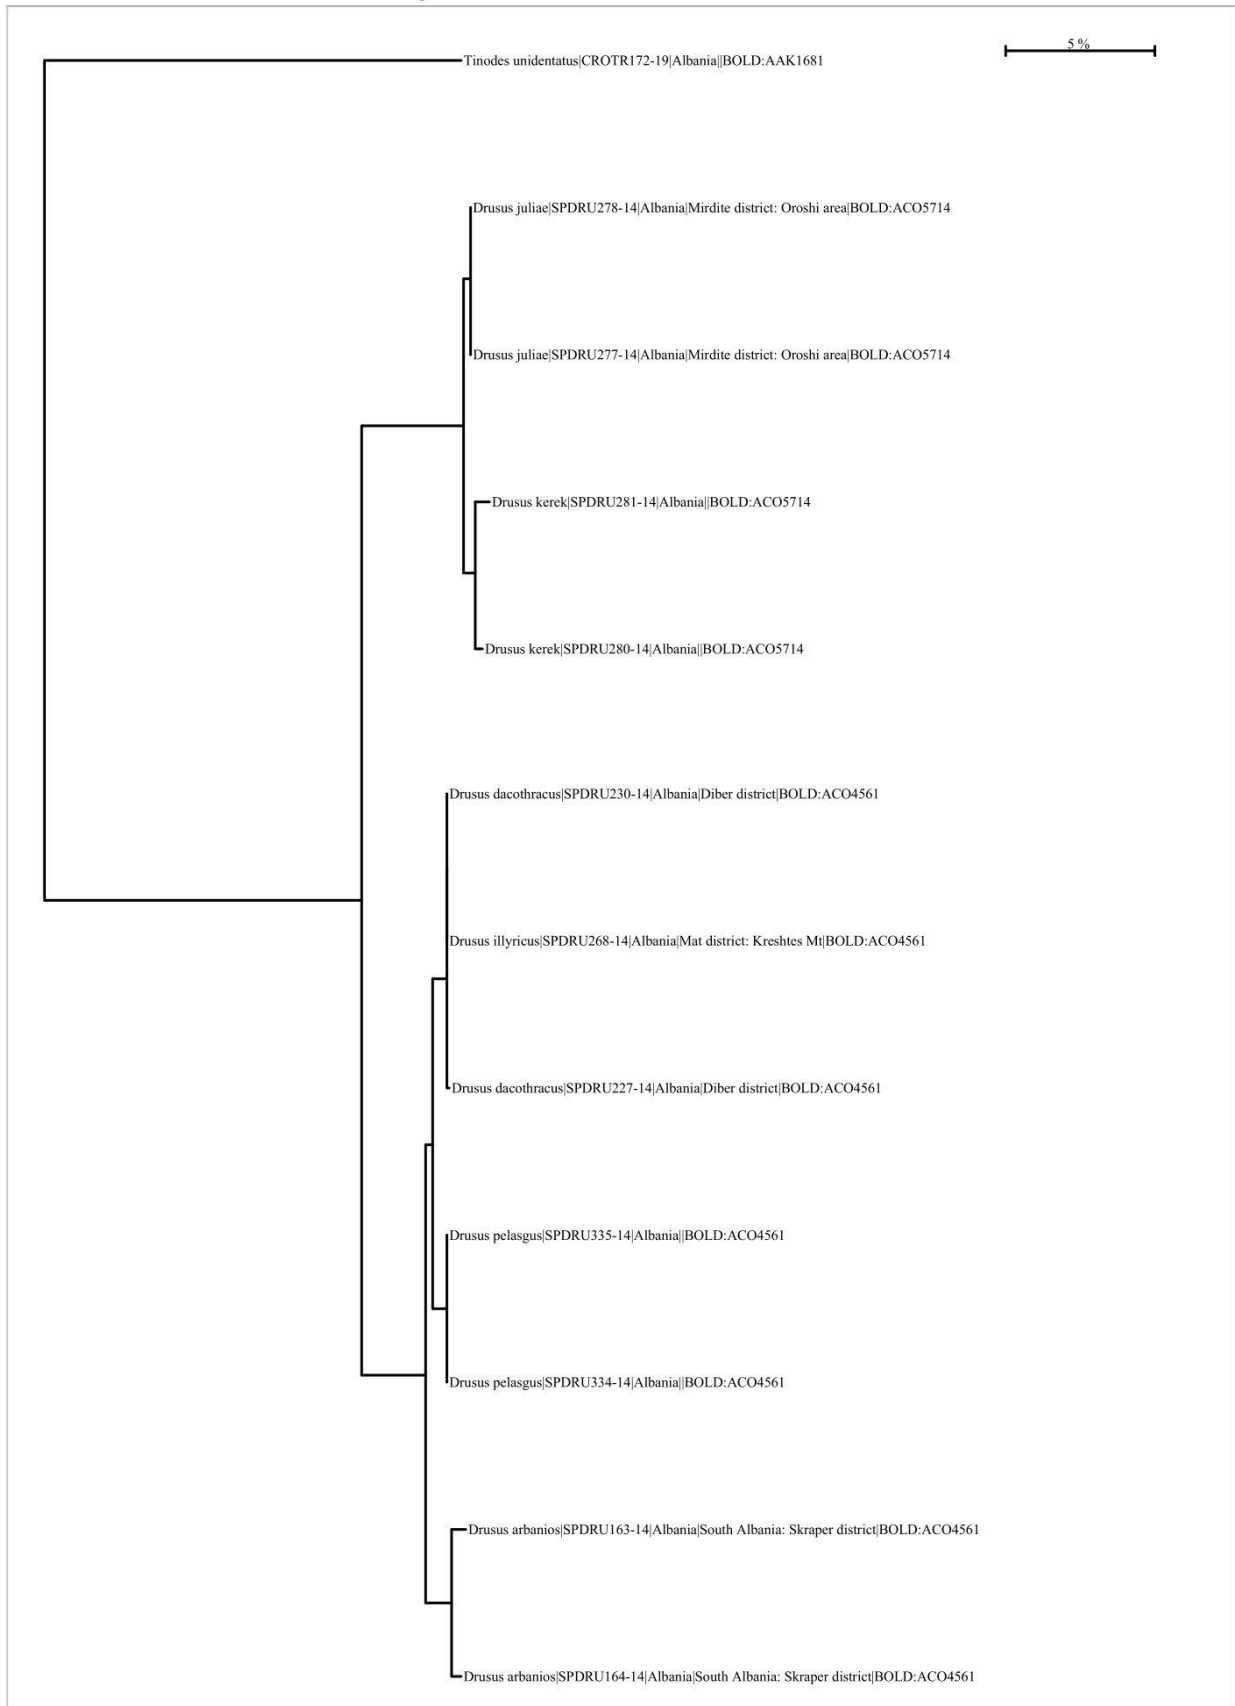 5 %
Tinodes unidentatus|CROTR172-19|Albania||BOLD:AAK1681
Drusus juliae|SPDRU278-14|Albania|Mirdite district: Oroshi area|BOLD:ACO5714
Drusus juliae|SPDRU277-14|Albania|Mirdite district: Oroshi area|BOLD:ACO5714
Drusus kerek|SPDRU281-14|Albania||BOLD:ACO5714
Drusus kerek|SPDRU280-14|Albania||BOLD:ACO5714
Drusus dacothracus|SPDRU230-14|Albania|Diber district|BOLD:ACO4561
Drusus illyricus|SPDRU268-14|Albania|Mat district: Kreshtes Mt|BOLD:ACO4561
Drusus dacothracus|SPDRU227-14|Albania|Diber district|BOLD:ACO4561
Drusus pelasgus|SPDRU335-14|Albania||BOLD:ACO4561
Drusus pelasgus|SPDRU334-14|Albania||BOLD:ACO4561
Drusus arbanios|SPDRU163-14|Albania|South Albania: Skraper district|BOLD:ACO4561
Drusus arbanios|SPDRU164-14|Albania|South Albania: Skraper district|BOLD:ACO4561